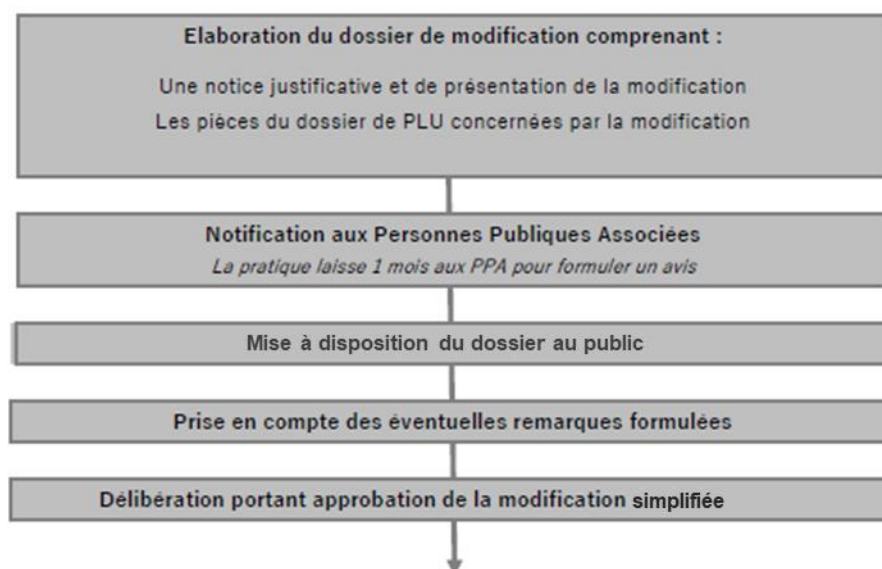 Elaboration du dossier de modification comprenant :
Une notice justificative et de présentation de la modification
Les pièces du dossier de PLU concernées par la modification
Notification aux Personnes Publiques Associées
La pratique laisse 1 mois aux PPA pour formuler un avis
Mise à disposition du dossier au public
Prise en compte des éventuelles remarques formulées
Délibération portant approbation de la modification simplifiée